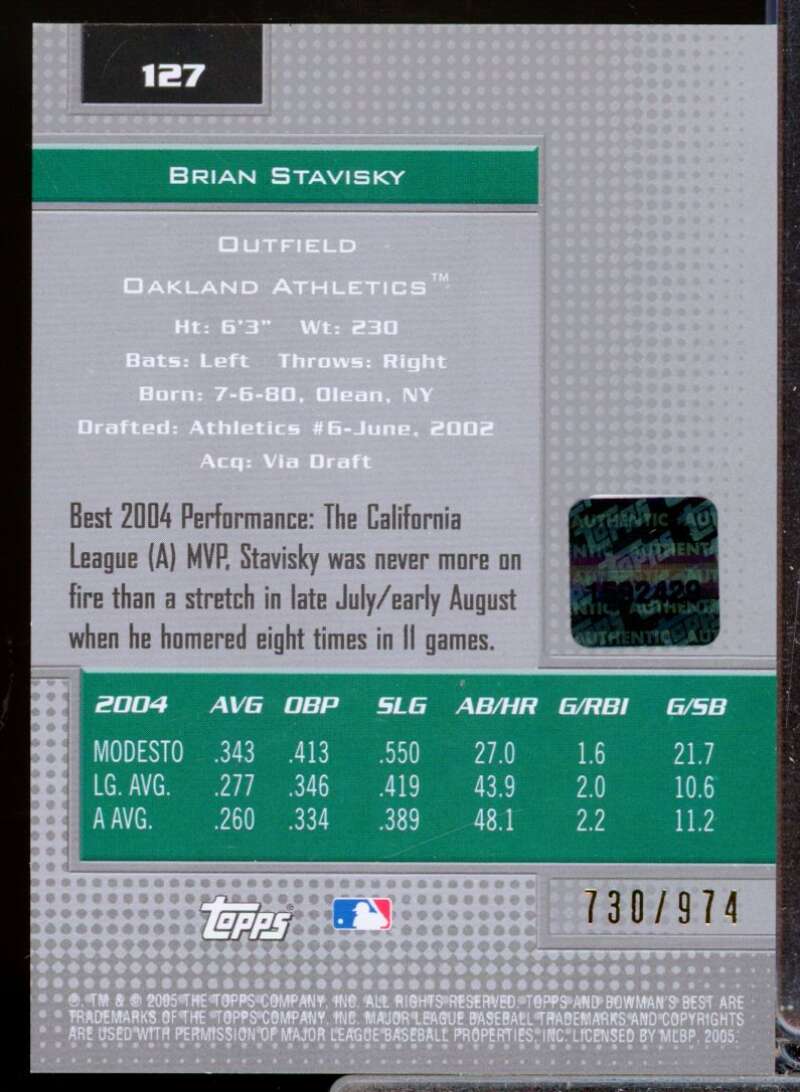 127
BRIAN STAVISKY
OUTFIELD
OAKLAND ATHLETICS™
Ht: 6'3" Wt: 230
Bats: Left Throws: Right
Born: 7-6-80, Olean, NY
Drafted: Athletics #6-June, 2002
Acq: Via Draft
Best 2004 Performance: The California
League (A) MVP, Stavisky was never more on
fire than a stretch in late July/early August
when he homered eight times in 11 games.
AUTHENTIC AUT
AUTHENT
AUTHENTIC
2004 AVG OBP SLG AB/HR G/RBI G/SB
MODESTO .343 .413 .550 27.0 1.6 21.7
LG. AVG. .277 .346 .419 43.9 2.0 10.6
A AVG. .260 .334 .389 48.1 2.2 11.2
730/974
Topps
®, TM & © 2005 THE TOPPS COMPANY, INC. ALL RIGHTS RESERVED. TOPPS AND BOWMAN'S BEST ARE
TRADEMARKS OF THE TOPPS COMPANY, INC. MAJOR LEAGUE BASEBALL TRADEMARKS AND COPYRIGHTS
ARE USED WITH PERMISSION OF MAJOR LEAGUE BASEBALL PROPERTIES, INC. LICENSED BY MLBP, 2005.